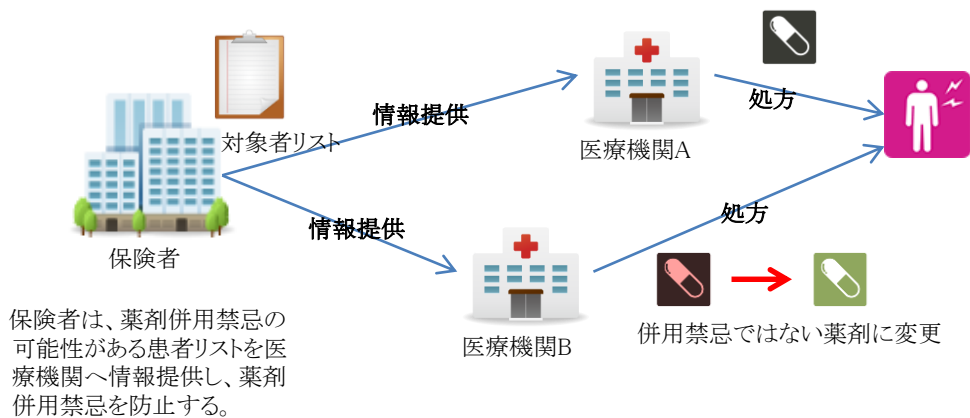 対象者リスト
情報提供
処方
医療機関A
保険者
情報提供
処方
医療機関B
併用禁忌ではない薬剤に変更
保険者は、薬剤併用禁忌の
可能性がある患者リストを医
療機関へ情報提供し、薬剤
併用禁忌を防止する。